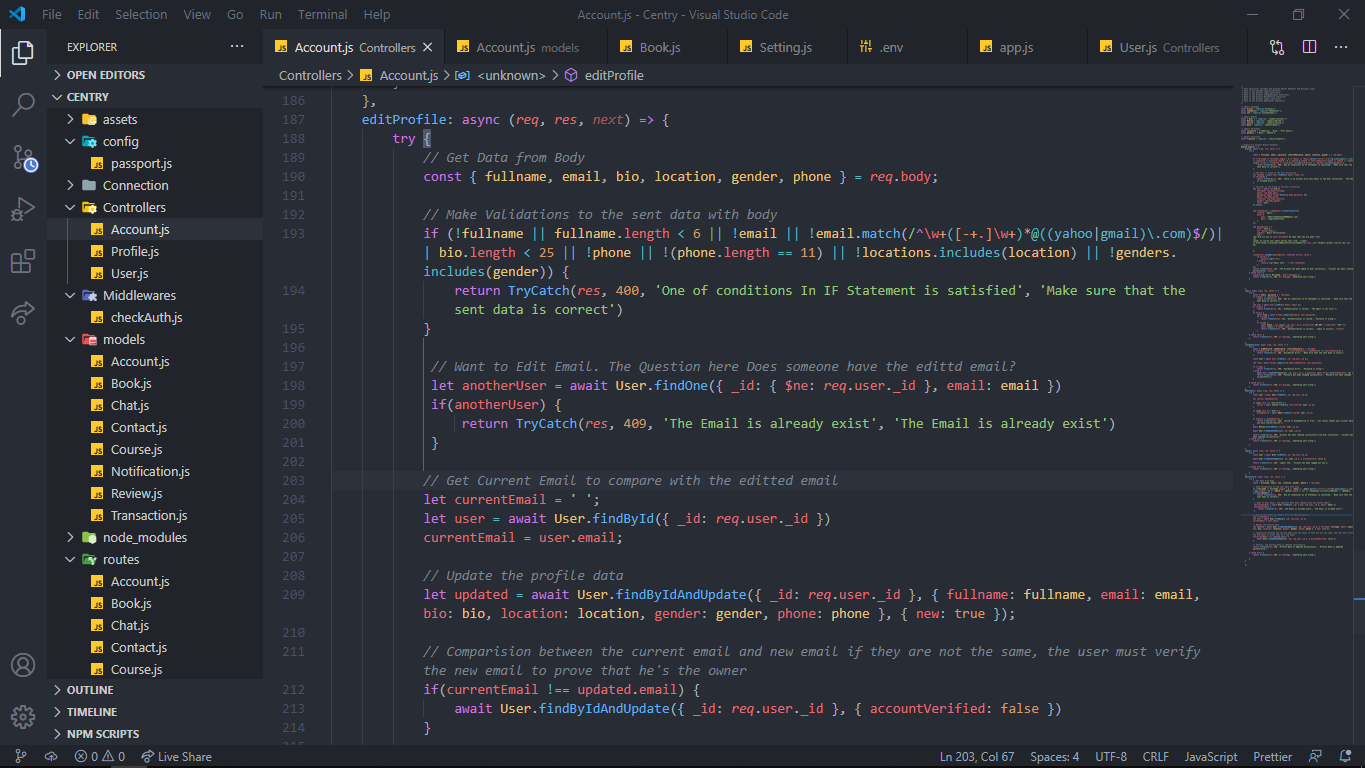 File Edit Selection View Go Run Terminal Help Account.js - Centry - Visual Studio Code
EXPLORER
OPEN EDITORS
CENTRY
assets
config
passport.js
Connection
Controllers
Account.js
Profile.js
User.js
Middlewares
checkAuth.js
models
Account.js
Book.js
Chat.js
Contact.js
Course.js
Notification.js
Review.js
Transaction.js
node_modules
routes
Account.js
Book.js
Chat.js
Contact.js
Course.js
OUTLINE
TIMELINE
NPM SCRIPTS
Account.js Controllers Account.js models Book.js Setting.js .env app.js User.js Controllers
Controllers > Account.js > <unknown> > editProfile
186 },
187 editProfile: async (req, res, next) => {
188 try {
189 // Get Data from Body
190 const { fullname, email, bio, location, gender, phone } = req.body;
191
192 // Make Validations to the sent data with body
193 if (!fullname || fullname.length < 6 || !email || !email.match(/^\w+([-+.]\w+)*@((yahoo|gmail)\.com)$/)|
| bio.length < 25 || !phone || !(phone.length == 11) || !locations.includes(location) || !genders.
includes(gender)) {
194 return TryCatch(res, 400, 'One of conditions In IF Statement is satisfied', 'Make sure that the
sent data is correct')
195 }
196
197 // Want to Edit Email. The Question here Does someone have the edittd email?
198 let anotherUser = await User.findOne({ _id: { $ne: req.user._id }, email: email })
199 if(anotherUser) {
200 return TryCatch(res, 409, 'The Email is already exist', 'The Email is already exist')
201 }
202
203 // Get Current Email to compare with the editted email
204 let currentEmail = ' ';
205 let user = await User.findById({ _id: req.user._id })
206 currentEmail = user.email;
207
208 // Update the profile data
209 let updated = await User.findByIdAndUpdate({ _id: req.user._id }, { fullname: fullname, email: email,
bio: bio, location: location, gender: gender, phone: phone }, { new: true });
210
211 // Comparision between the current email and new email if they are not the same, the user must verify
the new email to prove that he's the owner
212 if(currentEmail !== updated.email) {
213 await User.findByIdAndUpdate({ _id: req.user._id }, { accountVerified: false })
214 }
0 0 Live Share Ln 203, Col 67 Spaces: 4 UTF-8 CRLF JavaScript Prettier